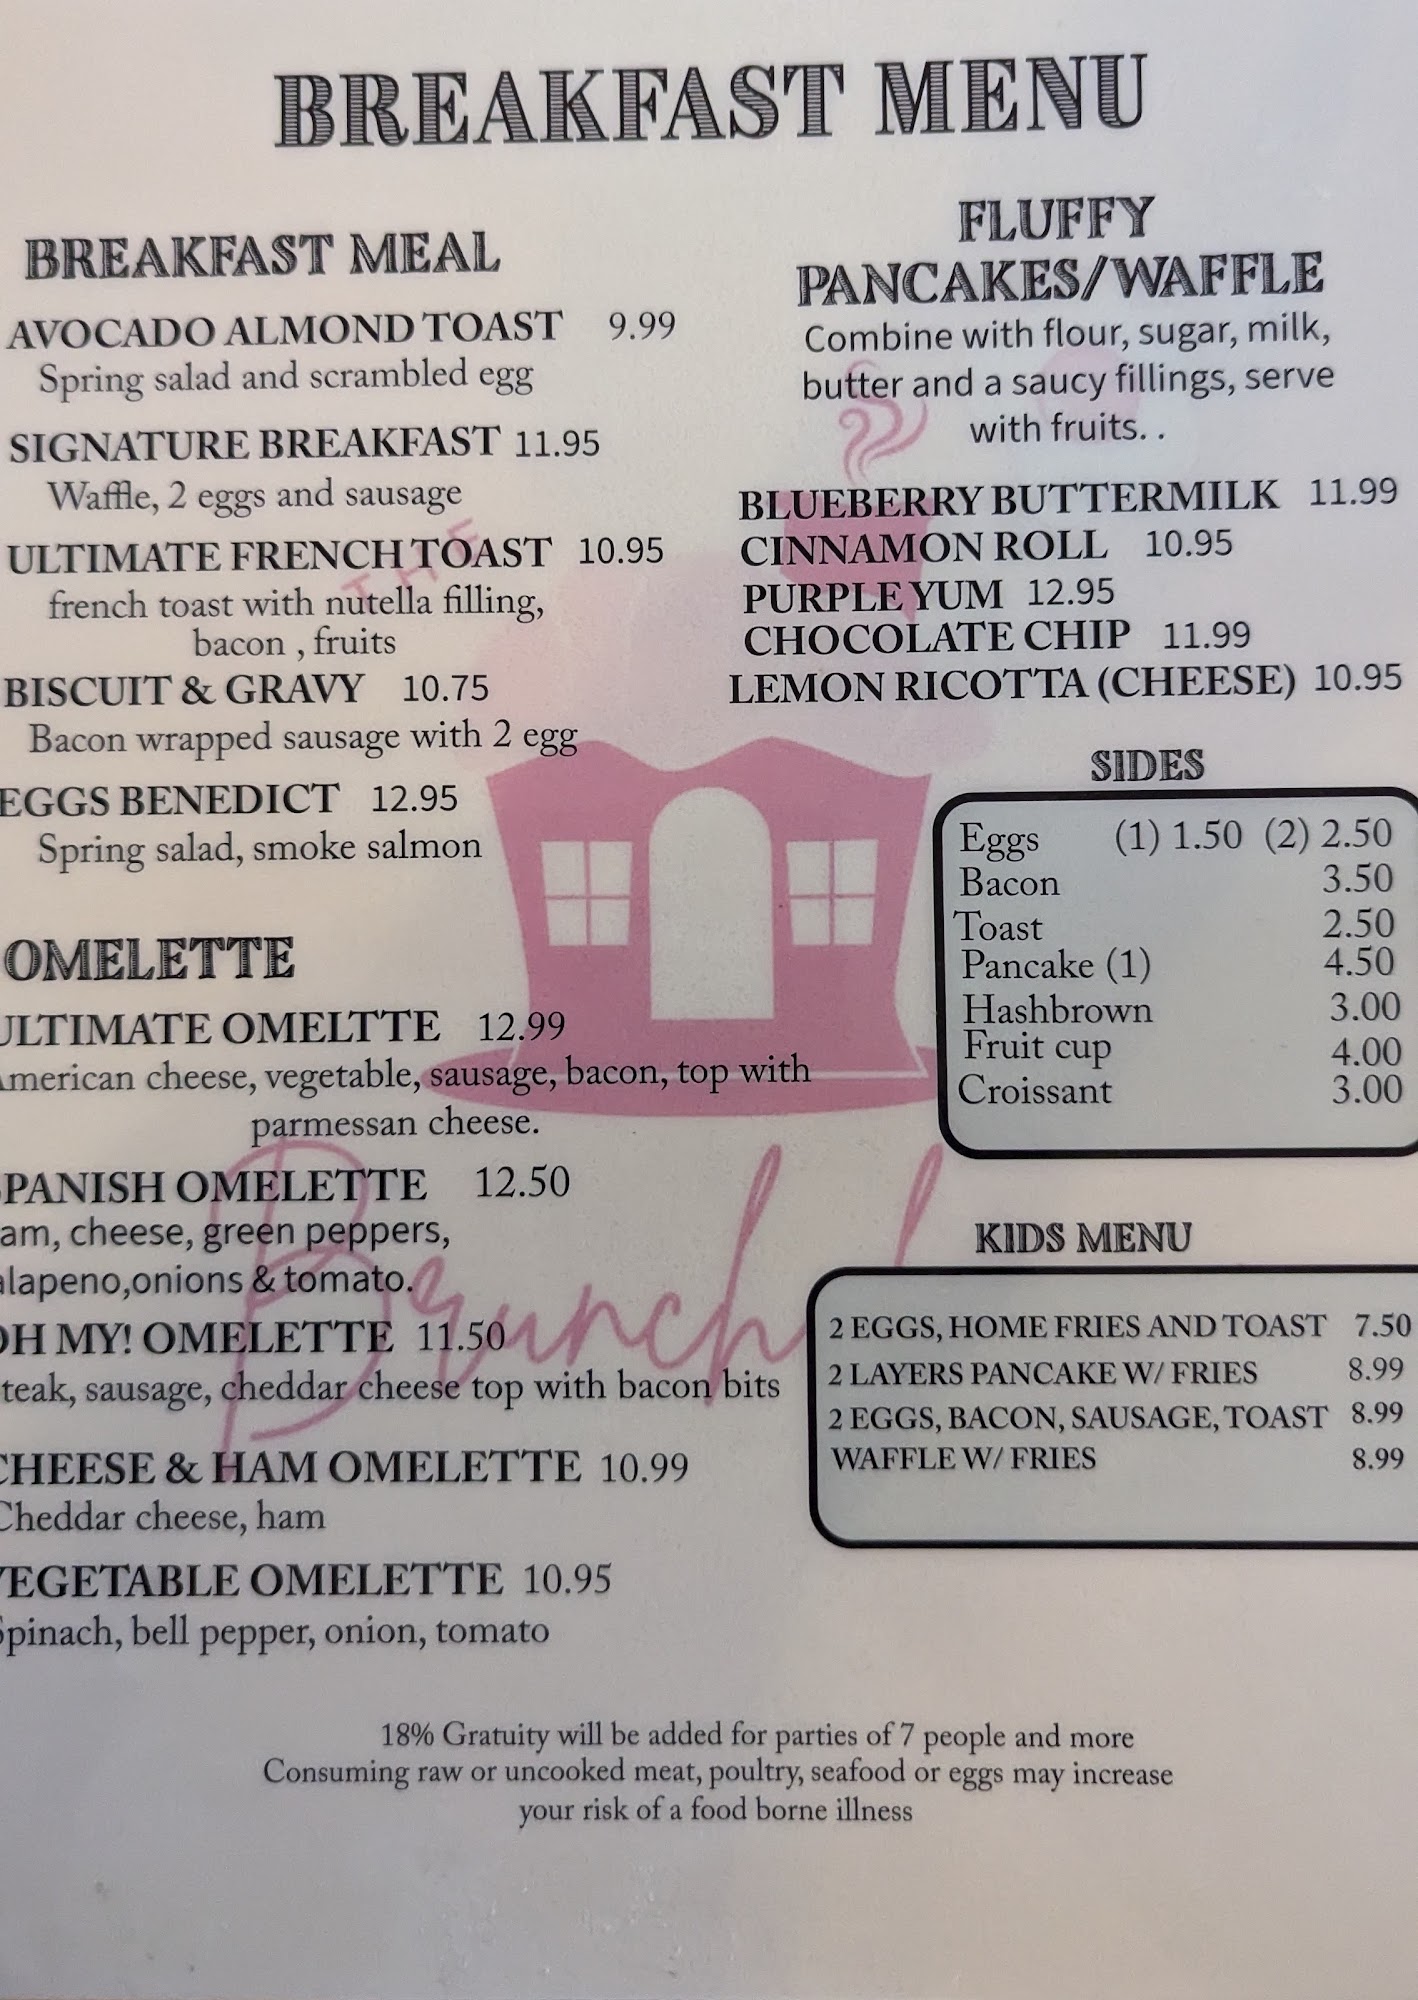 BREAKFAST MENU
BREAKFAST MEAL
AVOCADO ALMOND TOAST 9.99
Spring salad and scrambled egg
SIGNATURE BREAKFAST 11.95
Waffle, 2 eggs and sausage
ULTIMATE FRENCH TOAST 10.95
french toast with nutella filling,
bacon , fruits
BISCUIT & GRAVY 10.75
Bacon wrapped sausage with 2 egg
EGGS BENEDICT 12.95
Spring salad, smoke salmon
OMELETTE
ULTIMATE OMELTTE 12.99
American cheese, vegetable, sausage, bacon, top with
parmessan cheese.
SPANISH OMELETTE 12.50
am, cheese, green peppers,
alapeno,onions & tomato.
OH MY! OMELETTE 11.50
teak, sausage, cheddar cheese top with bacon bits
CHEESE & HAM OMELETTE 10.99
Cheddar cheese, ham
VEGETABLE OMELETTE 10.95
Spinach, bell pepper, onion, tomato
FLUFFY
PANCAKES/WAFFLE
Combine with flour, sugar, milk,
butter and a saucy fillings, serve
with fruits. .
BLUEBERRY BUTTERMILK 11.99
CINNAMON ROLL 10.95
PURPLE YUM 12.95
CHOCOLATE CHIP 11.99
LEMON RICOTTA (CHEESE) 10.95
SIDES
Eggs (1) 1.50 (2) 2.50
Bacon 3.50
Toast 2.50
Pancake (1) 4.50
Hashbrown 3.00
Fruit cup 4.00
Croissant 3.00
KIDS MENU
2 EGGS, HOME FRIES AND TOAST 7.50
2 LAYERS PANCAKE W/ FRIES 8.99
2 EGGS, BACON, SAUSAGE, TOAST 8.99
WAFFLE W/ FRIES 8.99
THE
Brunch
18% Gratuity will be added for parties of 7 people and more
Consuming raw or uncooked meat, poultry, seafood or eggs may increase
your risk of a food borne illness